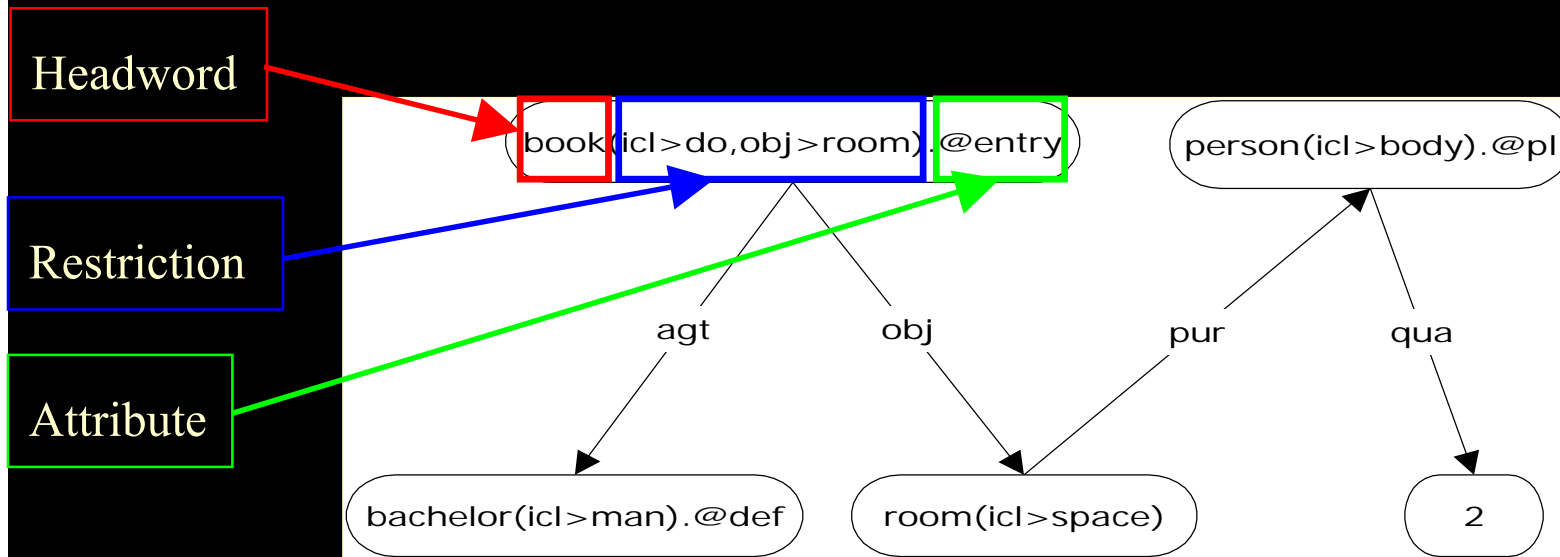 Headword
book(icl>do,obj>room).@entry
person(icl>body).@pl
Restriction
agt
obj
pur
qua
Attribute
bachelor(icl>man).@def
room(icl>space)
2